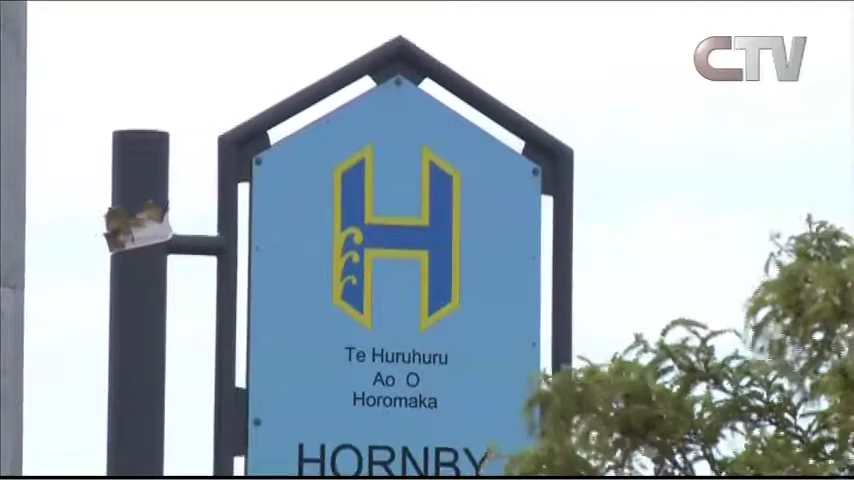 CTV
H
Te Huruhuru
Ao O
Horomaka
HORNBY